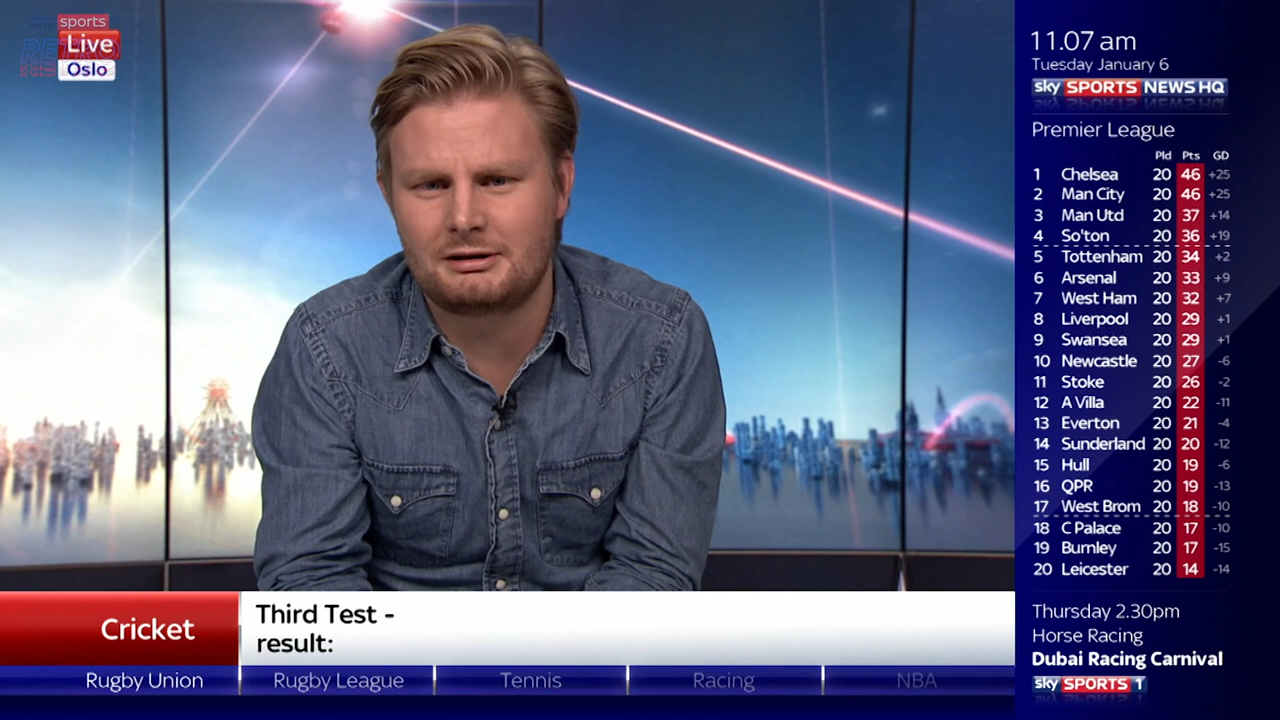 sports
Live
RETRO
Oslo
11.07 am
Tuesday January 6
sky SPORTS NEWS HQ
Premier League
Pld Pts GD
1 Chelsea 20 46 +25
2 Man City 20 46 +25
3 Man Utd 20 37 +14
4 So'ton 20 36 +19
5 Tottenham 20 34 +2
6 Arsenal 20 33 +9
7 West Ham 20 32 +7
8 Liverpool 20 29 +1
9 Swansea 20 29 +1
10 Newcastle 20 27 -6
11 Stoke 20 26 -2
12 A Villa 20 22 -11
13 Everton 20 21 -4
14 Sunderland 20 20 -12
15 Hull 20 19 -6
16 QPR 20 19 -13
17 West Brom 20 18 -10
18 C Palace 20 17 -10
19 Burnley 20 17 -15
20 Leicester 20 14 -14
Thursday 2.30pm
Horse Racing
Dubai Racing Carnival
sky SPORTS 1
Cricket
Third Test -
result:
Rugby Union Rugby League Tennis Racing NBA